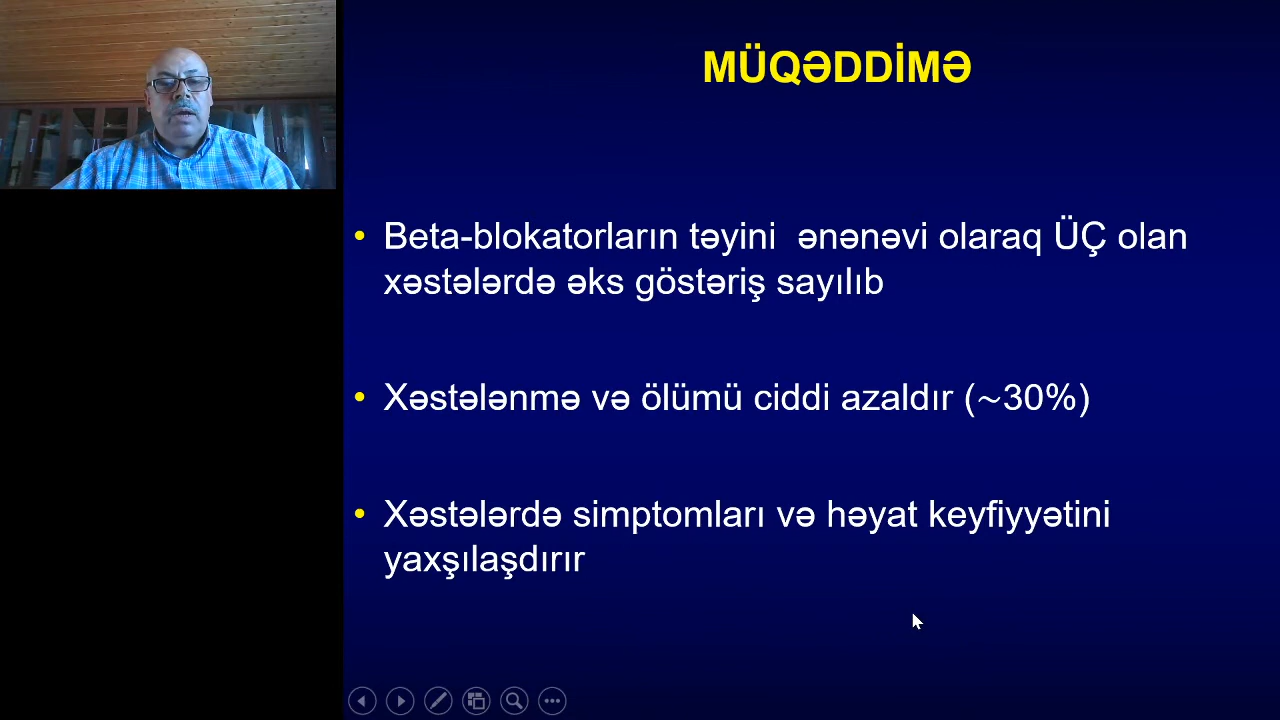 MÜQƏDDİMƏ
• Beta-blokatorların təyini  ənənəvi olaraq ÜÇ olan
xəstələrdə əks göstəriş sayılıb
• Xəstələnmə və ölümü ciddi azaldır (~30%)
• Xəstələrdə simptomları və həyat keyfiyyətini
yaxşılaşdırır